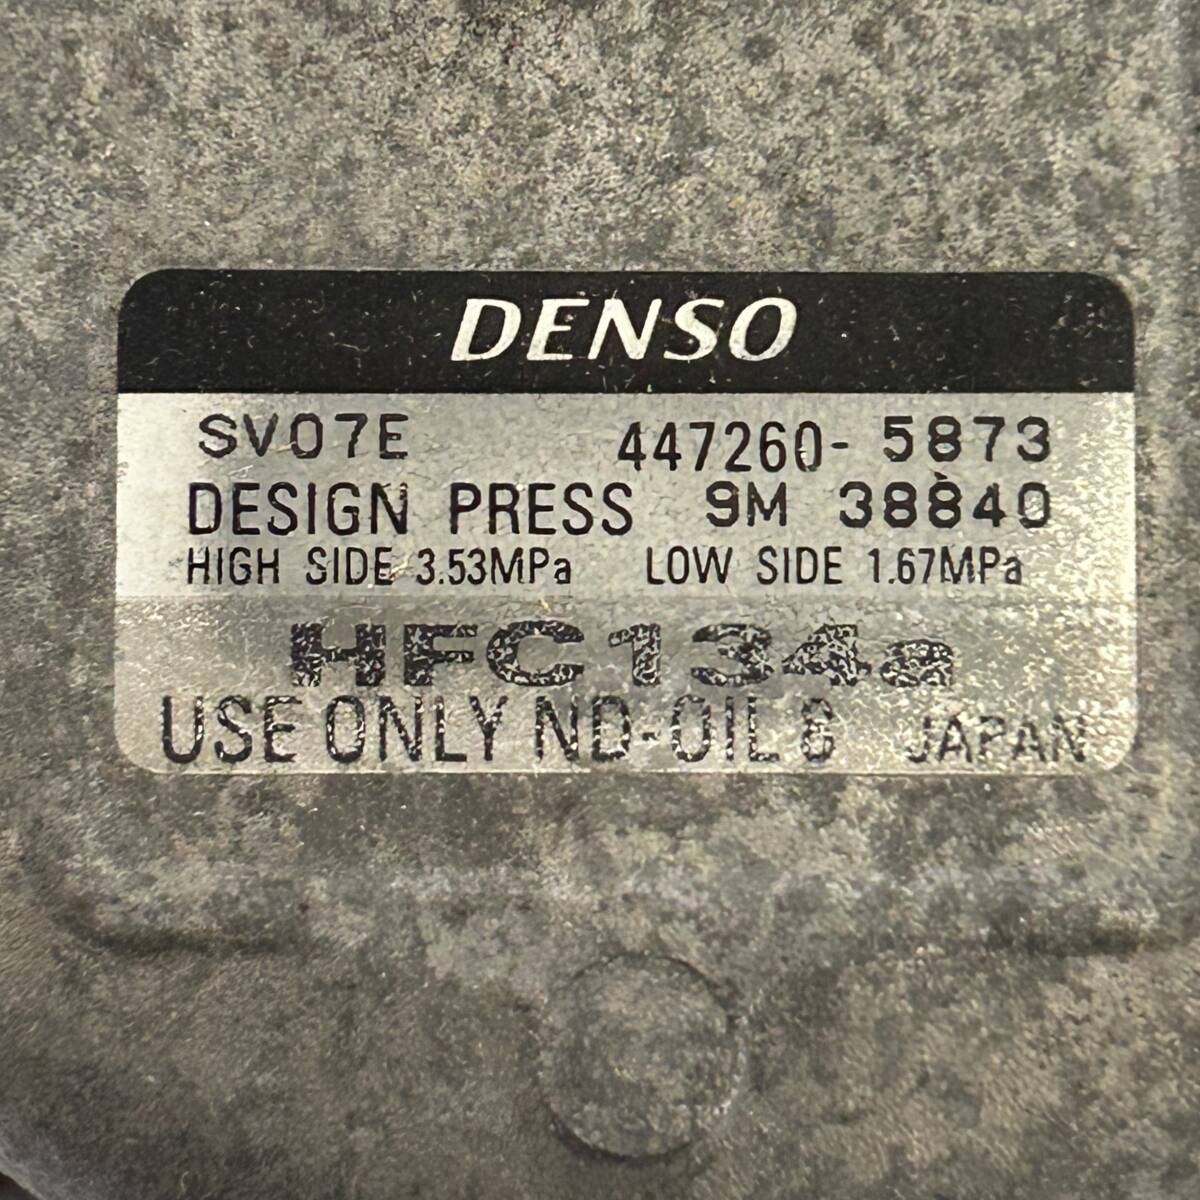 DENSO
SV07E 447260-5873
DESIGN PRESS 9M 38840
HIGH SIDE 3.53MPa LOW SIDE 1.67MPa
HFC134a
USE ONLY ND-OIL 8 JAPAN